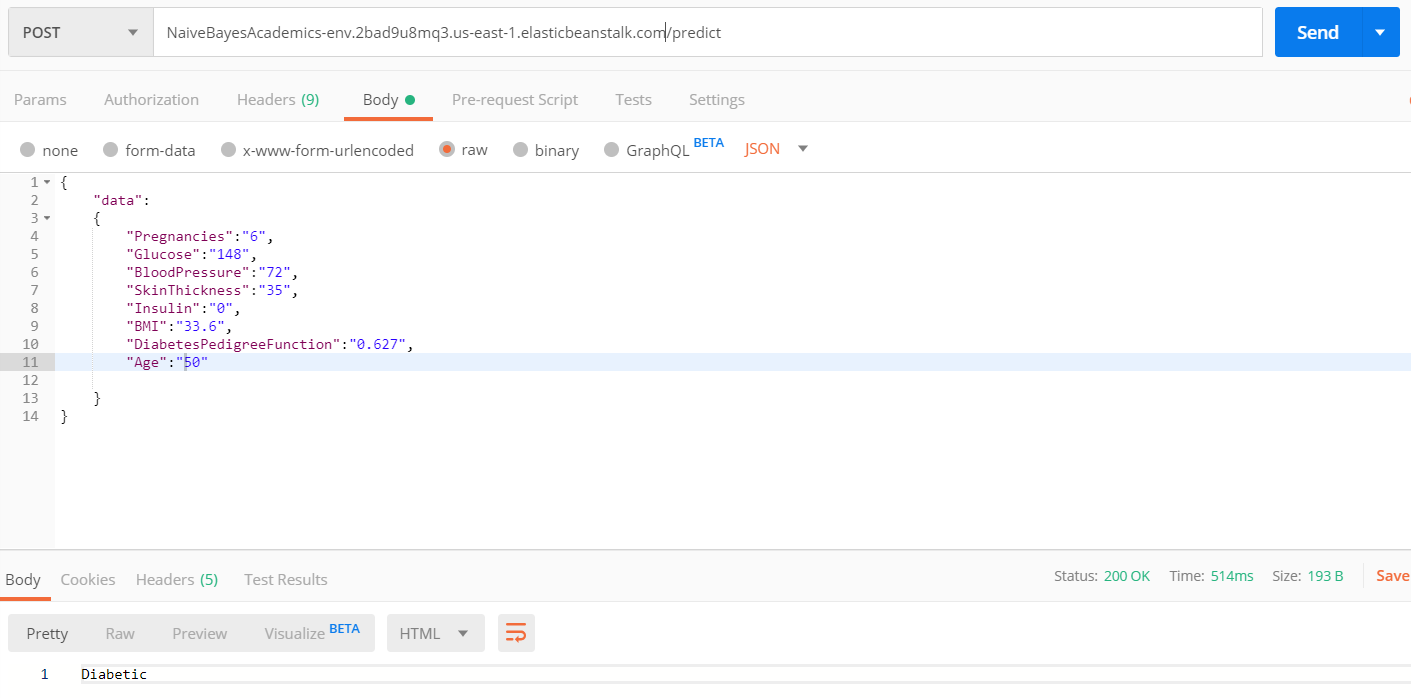 POST NaiveBayesAcademics-env.2bad9u8mq3.us-east-1.elasticbeanstalk.com/predict Send
Params Authorization Headers (9) Body Pre-request Script Tests Settings
none form-data x-www-form-urlencoded raw binary GraphQL BETA JSON
1 {
2 "data":
3 {
4 "Pregnancies":"6",
5 "Glucose":"148",
6 "BloodPressure":"72",
7 "SkinThickness":"35",
8 "Insulin":"0",
9 "BMI":"33.6",
10 "DiabetesPedigreeFunction":"0.627",
11 "Age":"50"
12
13 }
14 }
Body Cookies Headers (5) Test Results Status: 200 OK Time: 514ms Size: 193 B Save
Pretty Raw Preview Visualize BETA HTML
1 Diabetic